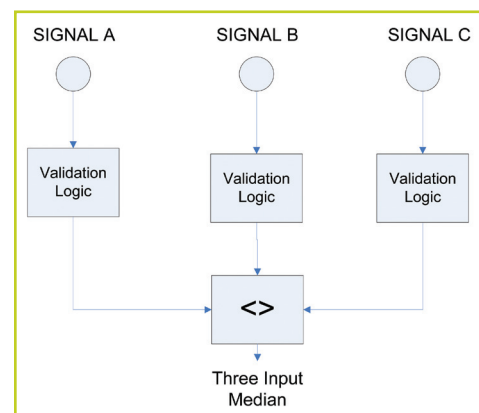 SIGNAL A
SIGNAL B
SIGNAL C
Validation
Logic
Validation
Logic
Validation
Logic
<>
Three Input
Median